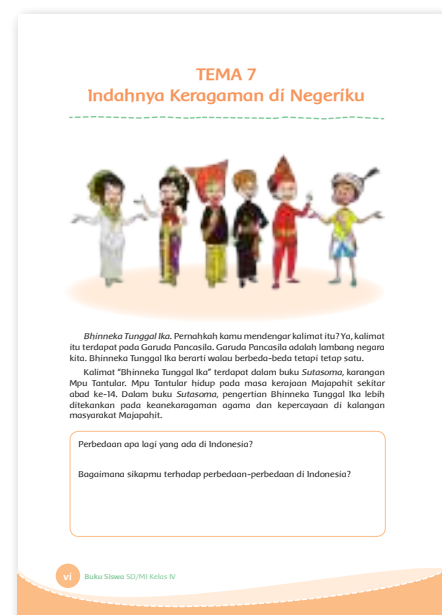 TEMA 7
Indahnya Keragaman di Negeriku
Bhinneka Tunggal Ika. Pernahkah kamu mendengar kalimat itu? Ya, kalimat
itu terdapat pada Garuda Pancasila. Garuda Pancasila adalah lambang negara
kita. Bhinneka Tunggal Ika berarti walau berbeda-beda tetapi tetap satu.
Kalimat "Bhinneka Tunggal Ika" terdapat dalam buku Sutasoma, karangan
Mpu Tantular. Mpu Tantular hidup pada masa kerajaan Majapahit sekitar
abad ke-14. Dalam buku Sutasoma, pengertian Bhinneka Tunggal Ika lebih
ditekankan pada keanekaragaman agama dan kepercayaan di kalangan
masyarakat Majapahit.
Perbedaan apa lagi yang ada di Indonesia?
Bagaimana sikapmu terhadap perbedaan-perbedaan di Indonesia?
vi Buku Siswa SD/MI Kelas IV